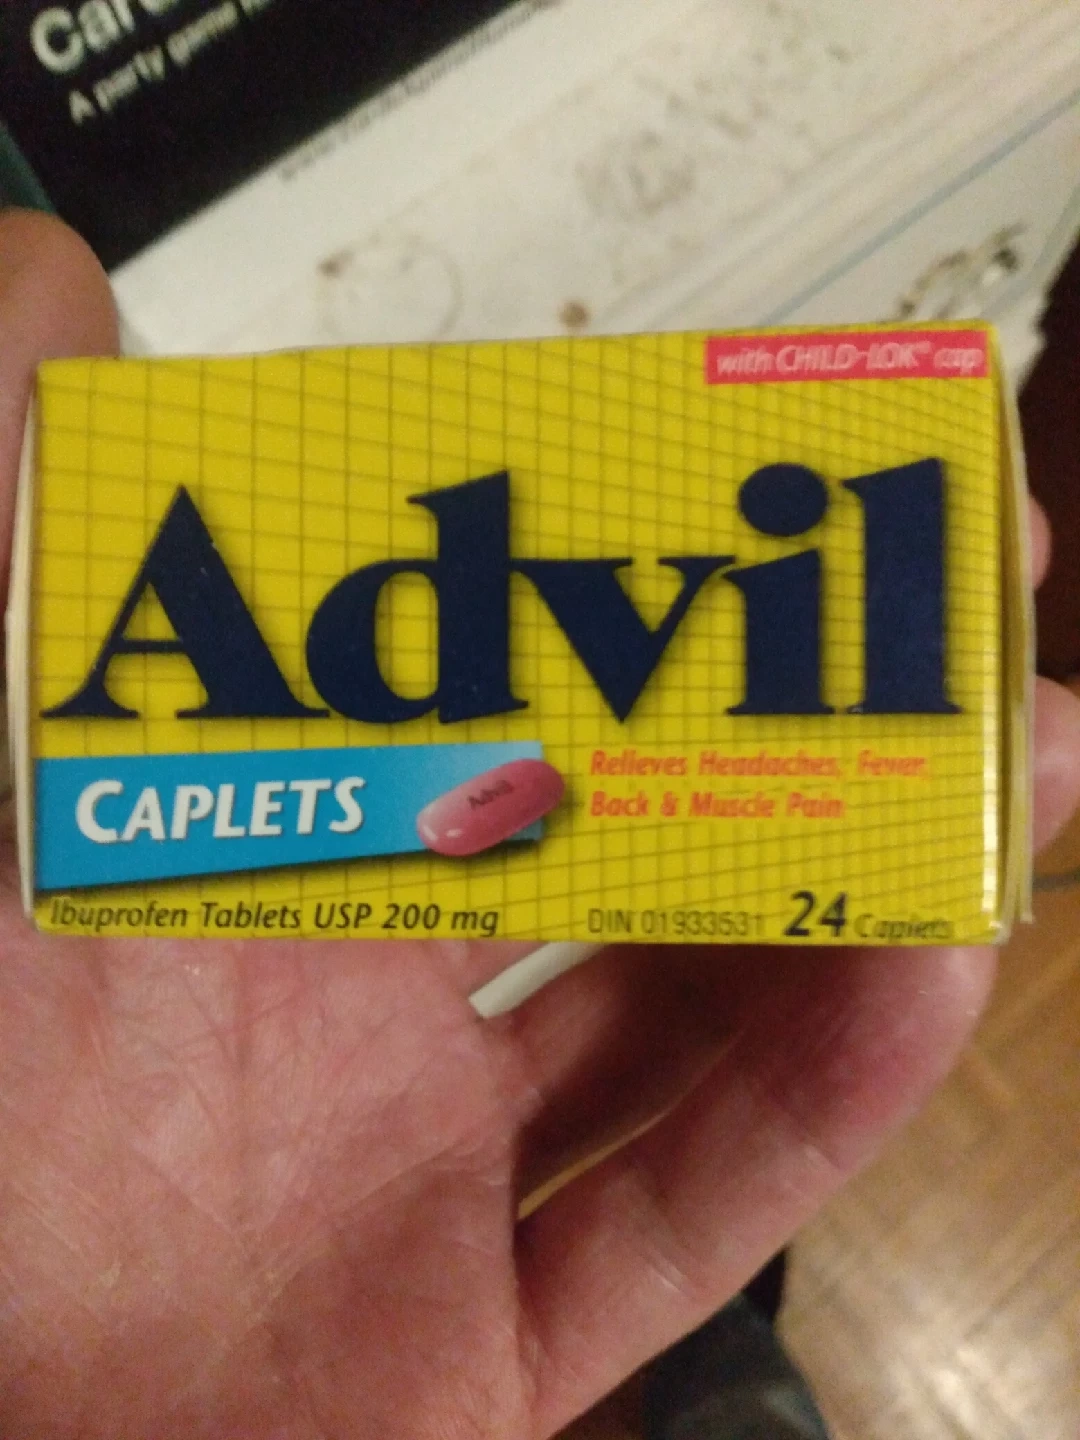 A party game
with CHILD-LOK® cap
Advil
CAPLETS
Advil
Relieves Headaches, Fever,
Back & Muscle Pain
Ibuprofen Tablets USP 200 mg
DIN 01933531 24 Caplets